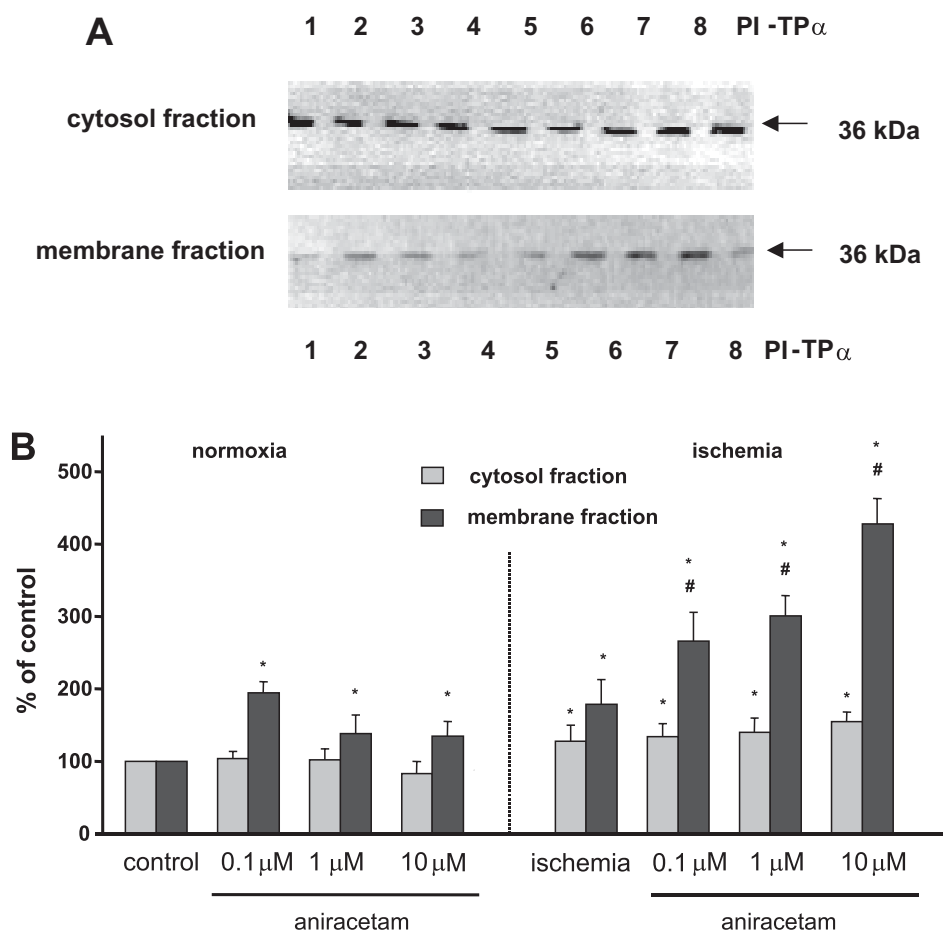 A 1 2 3 4 5 6 7 8 PI -TPα
cytosol fraction 36 kDa
membrane fraction 36 kDa
1 2 3 4 5 6 7 8 PI-TPα
B normoxia ischemia
cytosol fraction
membrane fraction
% of control
500
400
300
200
100
0
* * * * * * # * * # * * # *
control 0.1 μM 1 μM 10 μM ischemia 0.1 μM 1 μM 10 μM
aniracetam aniracetam